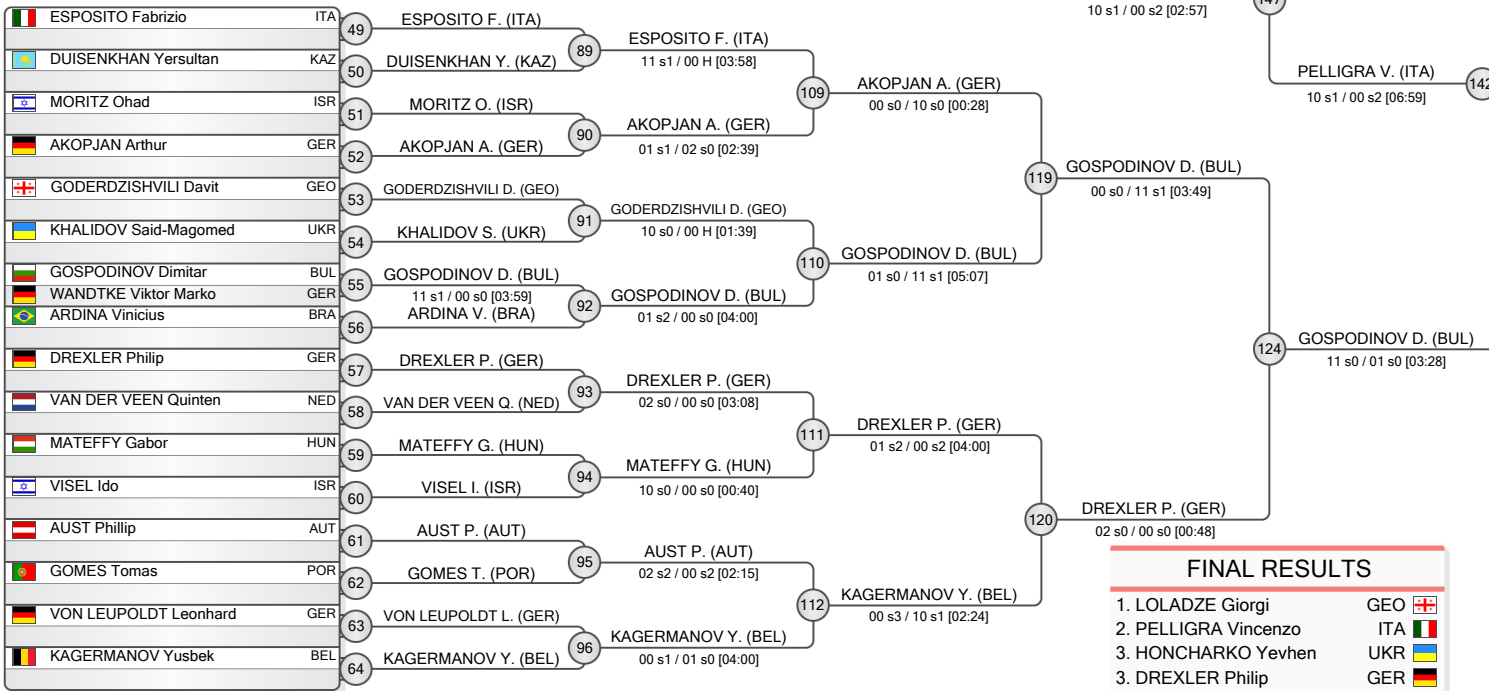 ESPOSITO Fabrizio ITA
DUISENKHAN Yersultan KAZ
MORITZ Ohad ISR
AKOPJAN Arthur GER
GODERDZISHVILI Davit GEO
KHALIDOV Said-Magomed UKR
GOSPODINOV Dimitar BUL
WANDTKE Viktor Marko GER
ARDINA Vinicius BRA
DREXLER Philip GER
VAN DER VEEN Quinten NED
MATEFFY Gabor HUN
VISEL Ido ISR
AUST Phillip AUT
GOMES Tomas POR
VON LEUPOLDT Leonhard GER
KAGERMANOV Yusbek BEL
49
50
51
52
53
54
55
56
57
58
59
60
61
62
63
64
ESPOSITO F. (ITA)
DUISENKHAN Y. (KAZ)
MORITZ O. (ISR)
AKOPJAN A. (GER)
GODERDZISHVILI D. (GEO)
KHALIDOV S. (UKR)
GOSPODINOV D. (BUL)
11 s1 / 00 s0 [03:59]
ARDINA V. (BRA)
DREXLER P. (GER)
VAN DER VEEN Q. (NED)
MATEFFY G. (HUN)
VISEL I. (ISR)
AUST P. (AUT)
GOMES T. (POR)
VON LEUPOLDT L. (GER)
KAGERMANOV Y. (BEL)
89
90
91
92
93
94
95
96
ESPOSITO F. (ITA)
11 s1 / 00 H [03:58]
AKOPJAN A. (GER)
01 s1 / 02 s0 [02:39]
GODERDZISHVILI D. (GEO)
10 s0 / 00 H [01:39]
GOSPODINOV D. (BUL)
01 s2 / 00 s0 [04:00]
DREXLER P. (GER)
02 s0 / 00 s0 [03:08]
MATEFFY G. (HUN)
10 s0 / 00 s0 [00:40]
AUST P. (AUT)
02 s2 / 00 s2 [02:15]
KAGERMANOV Y. (BEL)
00 s1 / 01 s0 [04:00]
109
110
111
112
AKOPJAN A. (GER)
00 s0 / 10 s0 [00:28]
GOSPODINOV D. (BUL)
01 s0 / 11 s1 [05:07]
DREXLER P. (GER)
01 s2 / 00 s2 [04:00]
KAGERMANOV Y. (BEL)
00 s3 / 10 s1 [02:24]
119
120
10 s1 / 00 s2 [02:57]
GOSPODINOV D. (BUL)
00 s0 / 11 s1 [03:49]
DREXLER P. (GER)
02 s0 / 00 s0 [00:48]
124
PELLIGRA V. (ITA)
10 s1 / 00 s2 [06:59]
142
GOSPODINOV D. (BUL)
11 s0 / 01 s0 [03:28]
FINAL RESULTS
1. LOLADZE Giorgi GEO
2. PELLIGRA Vincenzo ITA
3. HONCHARKO Yevhen UKR
3. DREXLER Philip GER